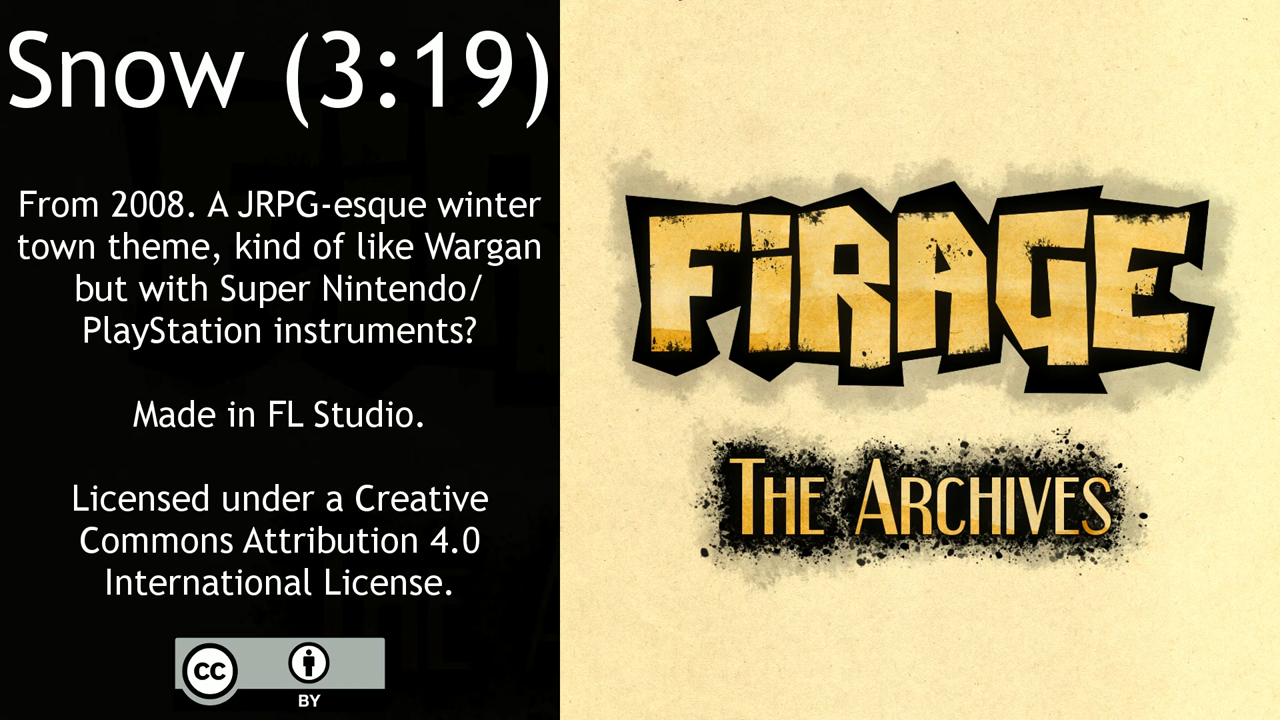 Snow (3:19)
From 2008. A JRPG-esque winter
town theme, kind of like Wargan
but with Super Nintendo/
PlayStation instruments?
Made in FL Studio.
Licensed under a Creative
Commons Attribution 4.0
International License.
CC
BY
FiRAGE
THE ARCHIVES